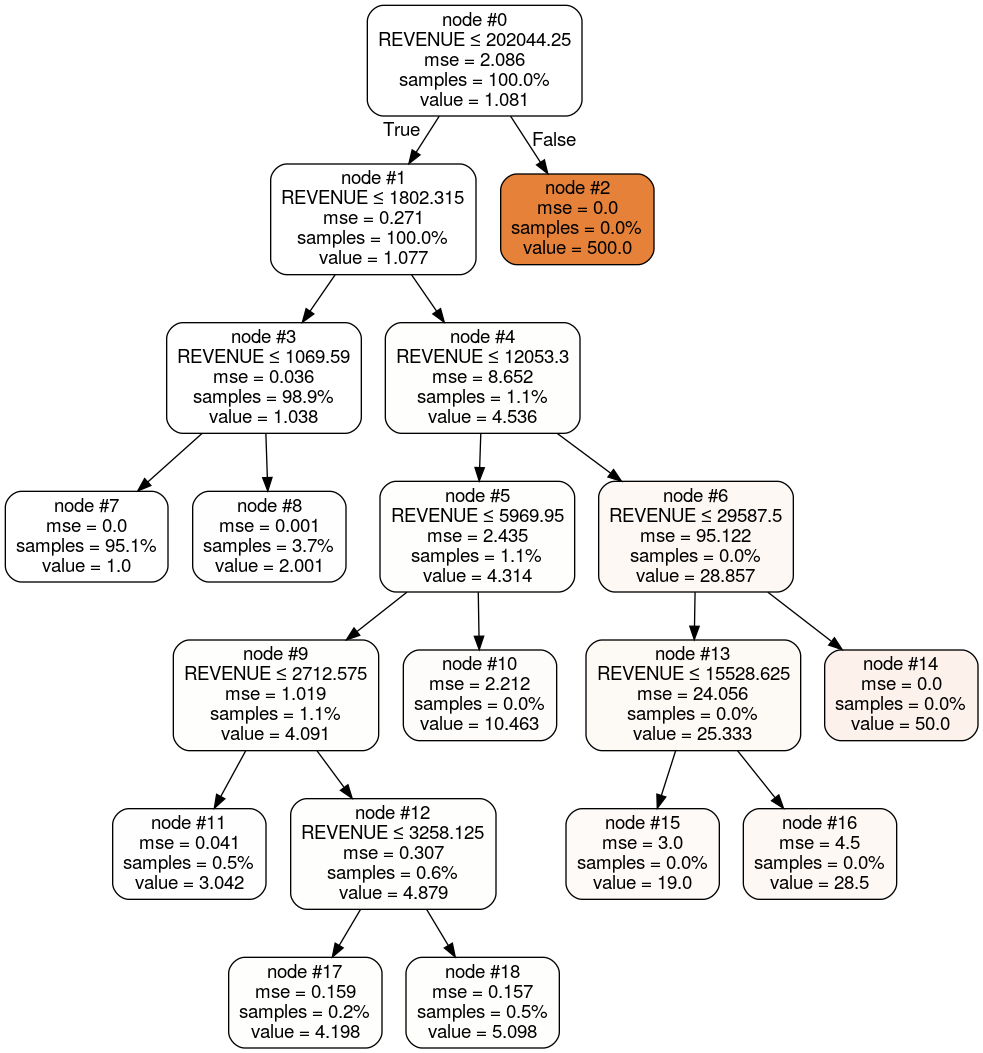 node #0
REVENUE ≤ 202044.25
mse = 2.086
samples = 100.0%
value = 1.081
True
False
node #1
REVENUE ≤ 1802.315
mse = 0.271
samples = 100.0%
value = 1.077
node #2
mse = 0.0
samples = 0.0%
value = 500.0
node #3
REVENUE ≤ 1069.59
mse = 0.036
samples = 98.9%
value = 1.038
node #4
REVENUE ≤ 12053.3
mse = 8.652
samples = 1.1%
value = 4.536
node #7
mse = 0.0
samples = 95.1%
value = 1.0
node #8
mse = 0.001
samples = 3.7%
value = 2.001
node #5
REVENUE ≤ 5969.95
mse = 2.435
samples = 1.1%
value = 4.314
node #6
REVENUE ≤ 29587.5
mse = 95.122
samples = 0.0%
value = 28.857
node #9
REVENUE ≤ 2712.575
mse = 1.019
samples = 1.1%
value = 4.091
node #10
mse = 2.212
samples = 0.0%
value = 10.463
node #13
REVENUE ≤ 15528.625
mse = 24.056
samples = 0.0%
value = 25.333
node #14
mse = 0.0
samples = 0.0%
value = 50.0
node #11
mse = 0.041
samples = 0.5%
value = 3.042
node #12
REVENUE ≤ 3258.125
mse = 0.307
samples = 0.6%
value = 4.879
node #15
mse = 3.0
samples = 0.0%
value = 19.0
node #16
mse = 4.5
samples = 0.0%
value = 28.5
node #17
mse = 0.159
samples = 0.2%
value = 4.198
node #18
mse = 0.157
samples = 0.5%
value = 5.098